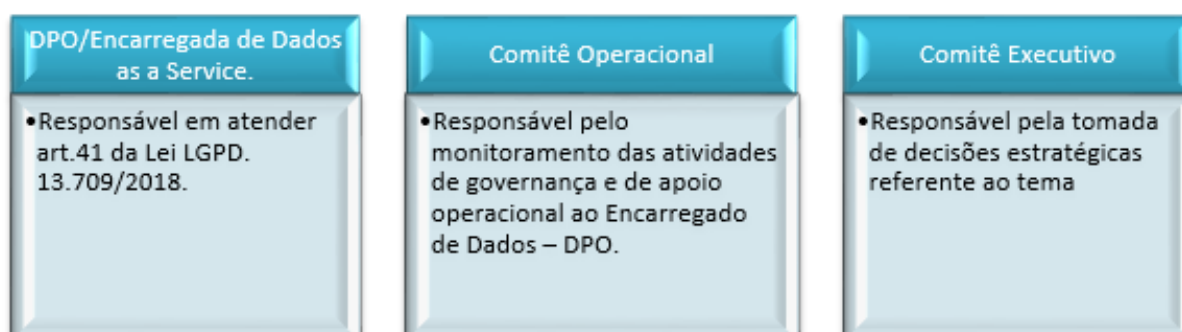 DPO/Encarregada de Dados
as a Service.
•Responsável em atender
art.41 da Lei LGPD.
13.709/2018.
Comitê Operacional
•Responsável pelo
monitoramento das atividades
de governança e de apoio
operacional ao Encarregado
de Dados – DPO.
Comitê Executivo
•Responsável pela tomada
de decisões estratégicas
referente ao tema